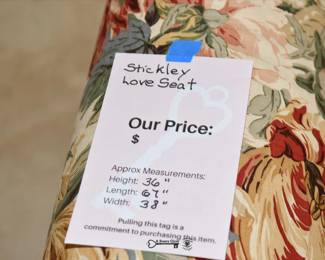 Stickley
Love Seat
Our Price:
$
Approx Measurements:
Height: 36"
Length: 67"
Width: 38"
Pulling this tag is a
commitment to purchasing this item.